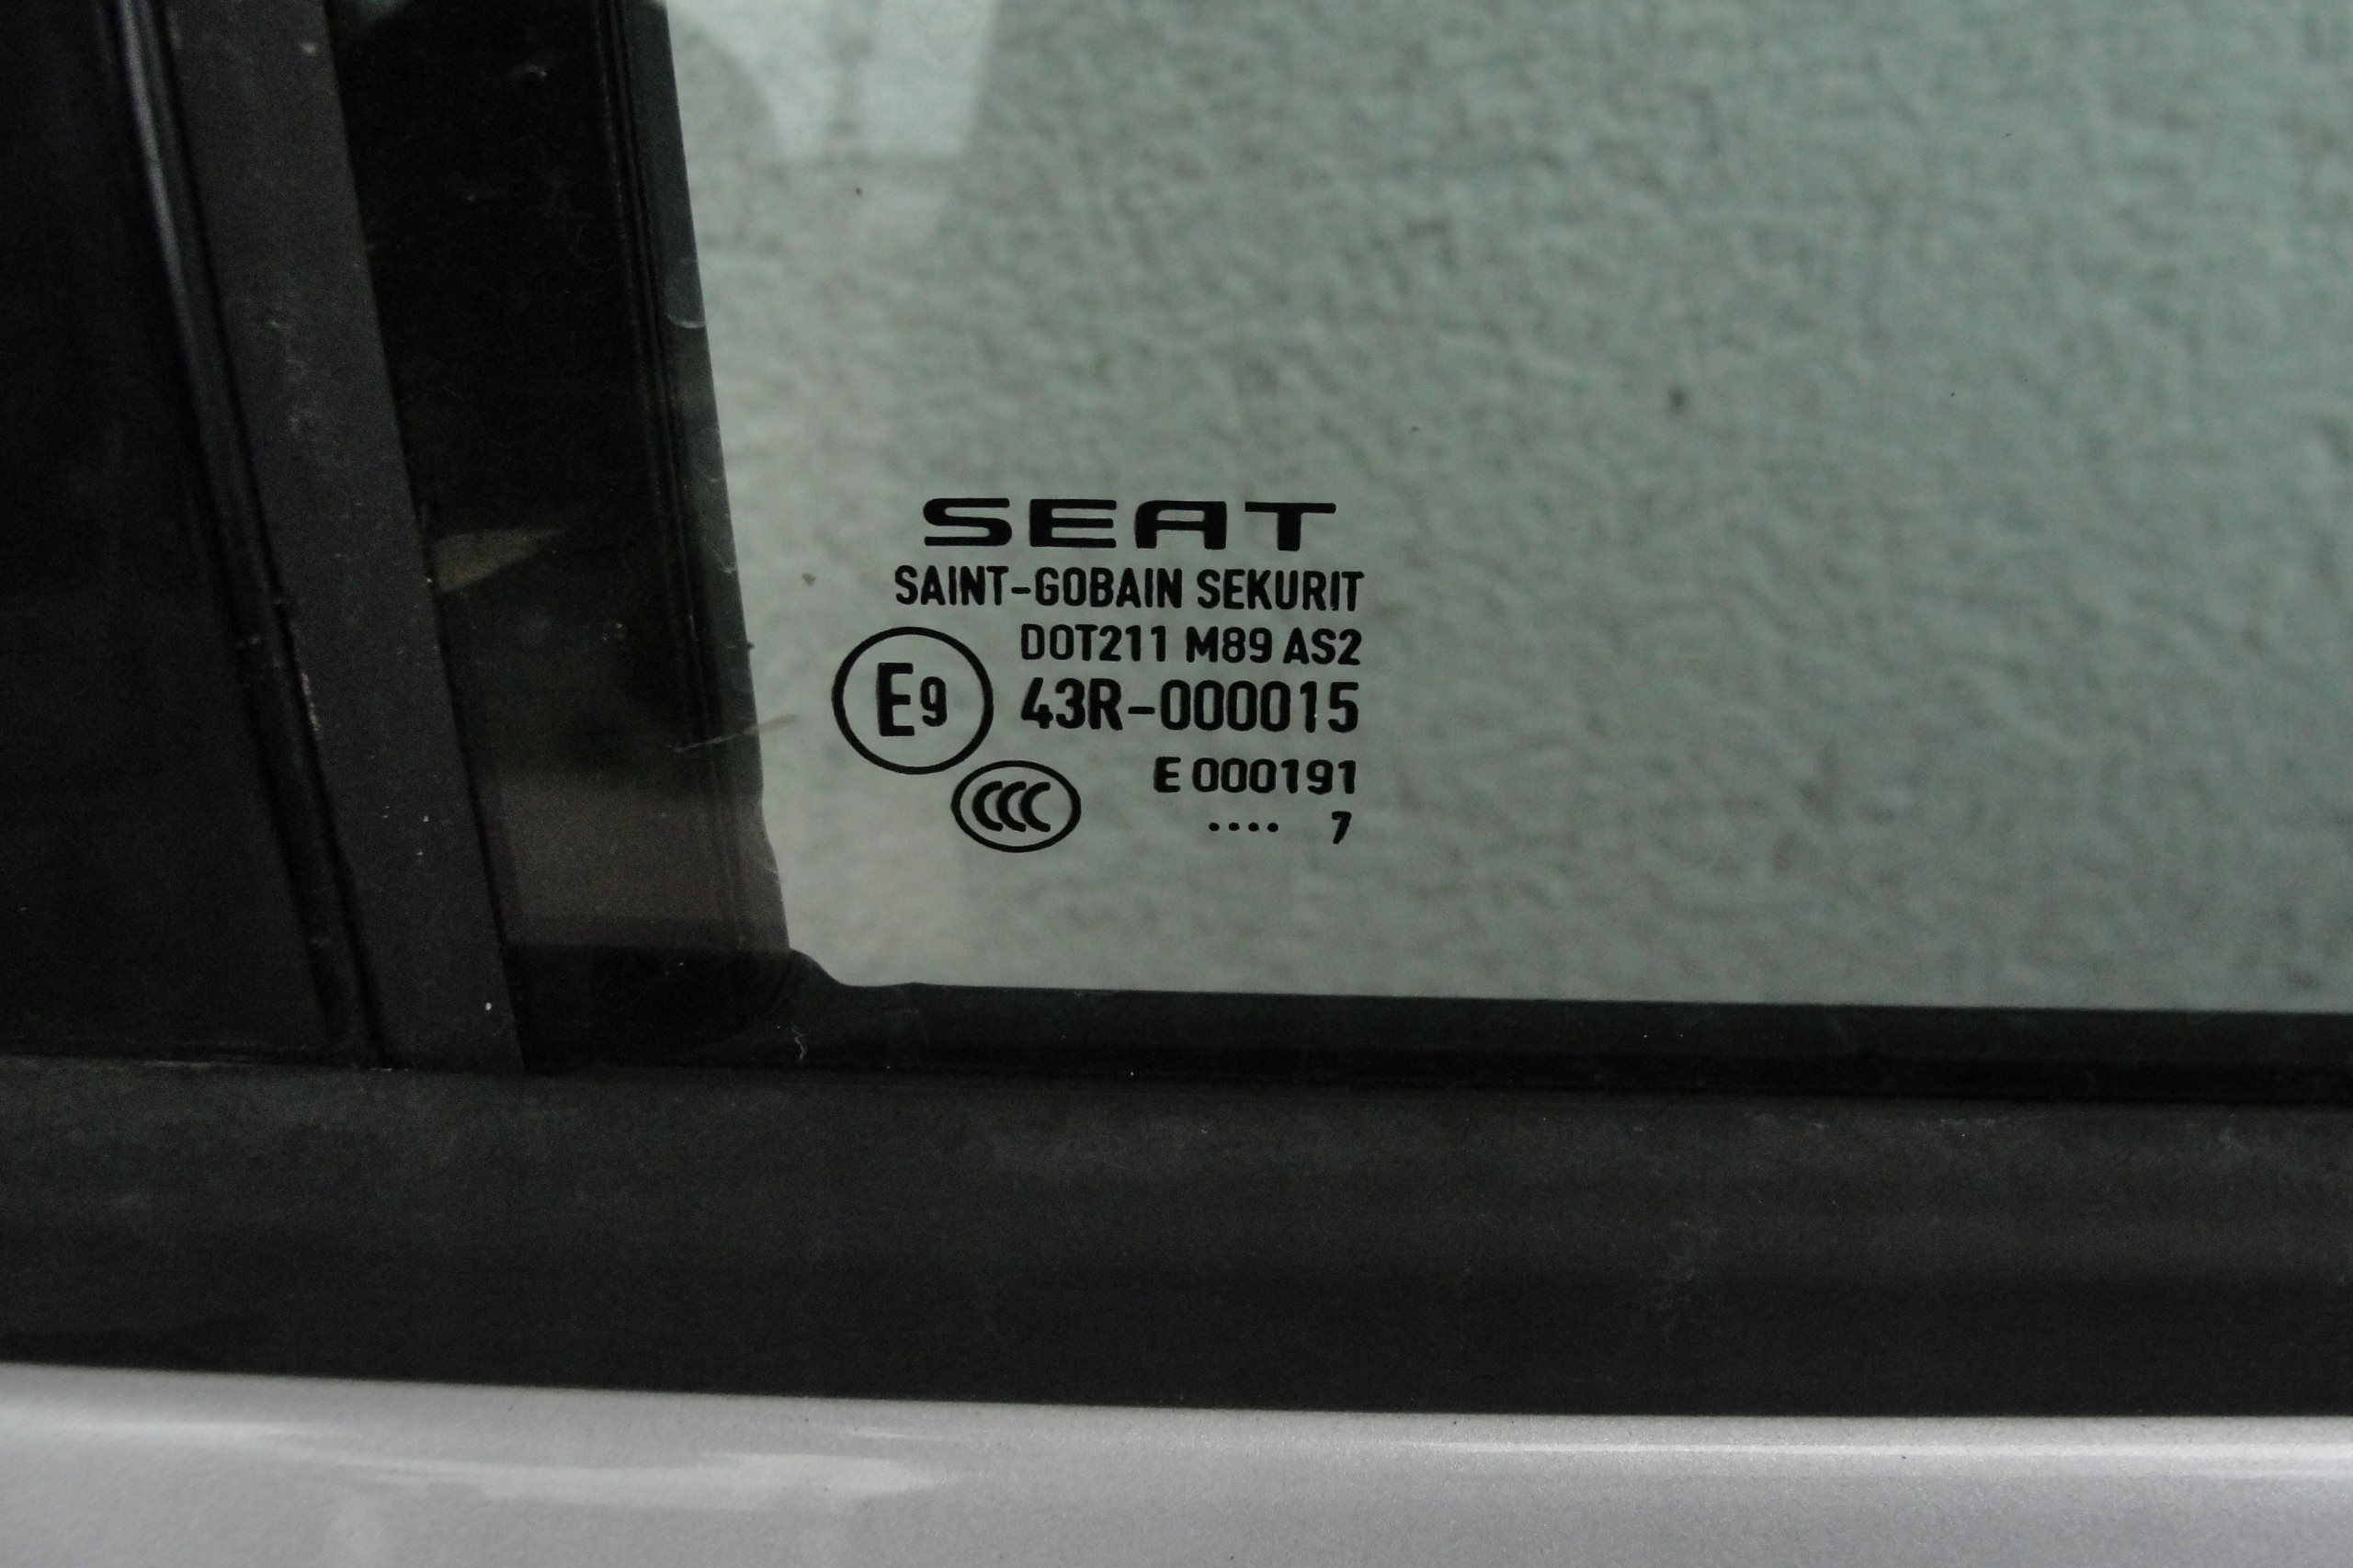 SEAT
SAINT-GOBAIN SEKURIT
DOT211 M89 AS2
E9 43R-000015
E 000191
CCC .... 7